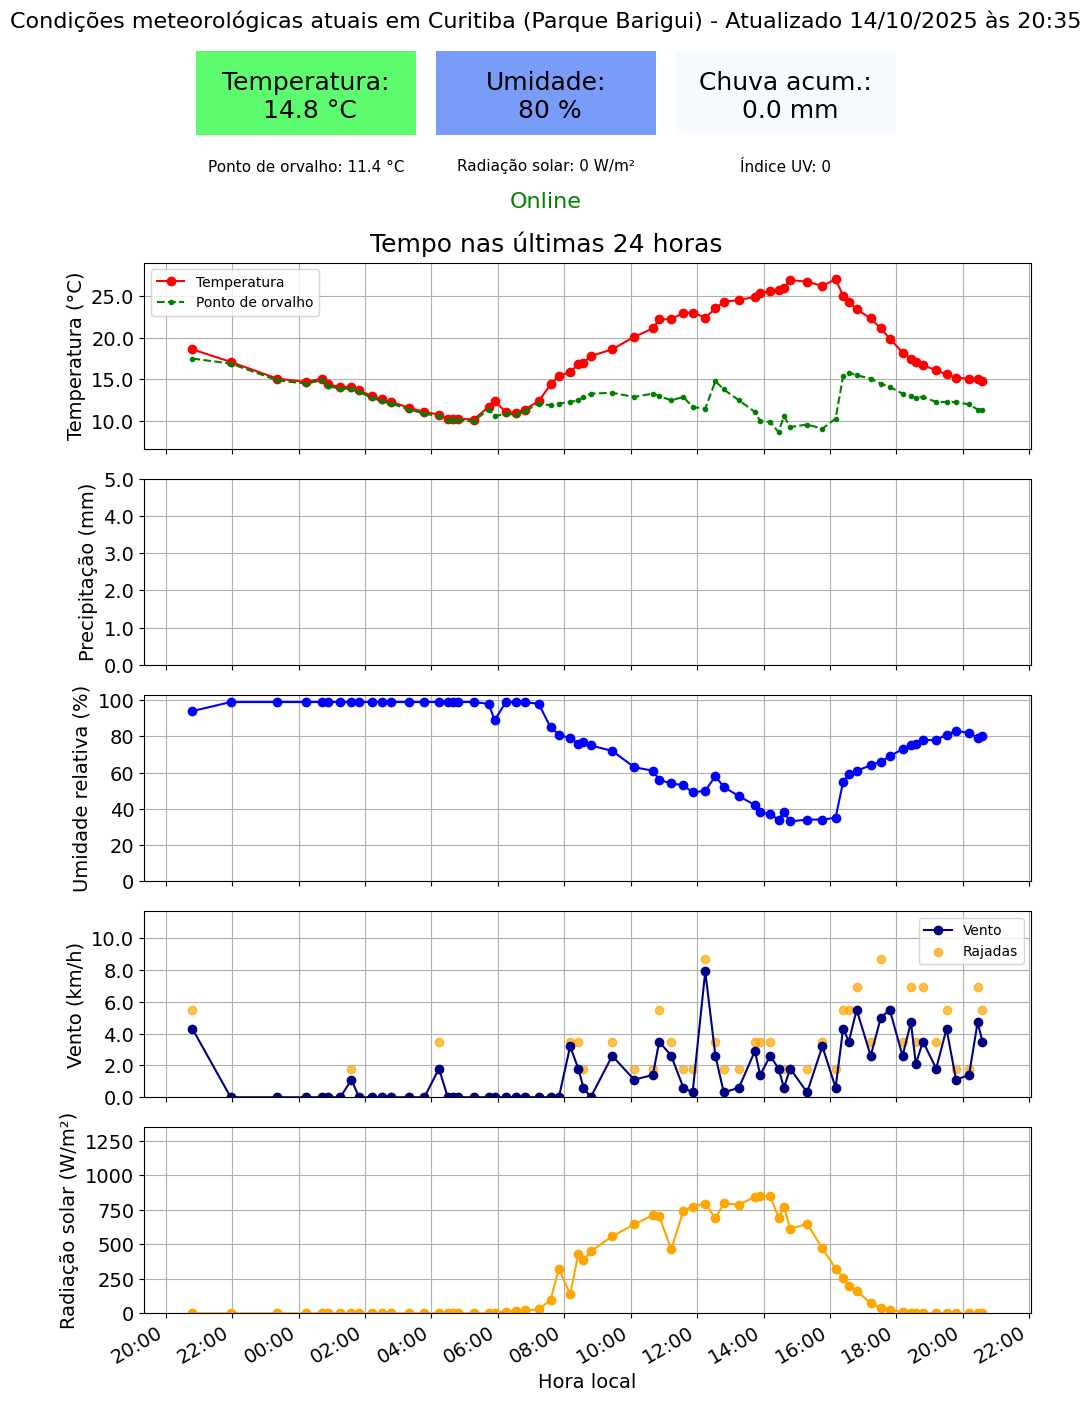 Condições meteorológicas atuais em Curitiba (Parque Barigui) - Atualizado 14/10/2025 às 20:35
Temperatura:
14.8 °C
Umidade:
80 %
Chuva acum.:
0.0 mm
Ponto de orvalho: 11.4 °C
Radiação solar: 0 W/m²
Índice UV: 0
Online
Tempo nas últimas 24 horas
Temperatura (°C)
25.0
20.0
15.0
10.0
Temperatura
Ponto de orvalho
Precipitação (mm)
5.0
4.0
3.0
2.0
1.0
0.0
Umidade relativa (%)
100
80
60
40
20
0
Vento (km/h)
10.0
8.0
6.0
4.0
2.0
0.0
Vento
Rajadas
Radiação solar (W/m²)
1250
1000
750
500
250
0
20:00
22:00
00:00
02:00
04:00
06:00
08:00
10:00
12:00
14:00
16:00
18:00
20:00
22:00
Hora local